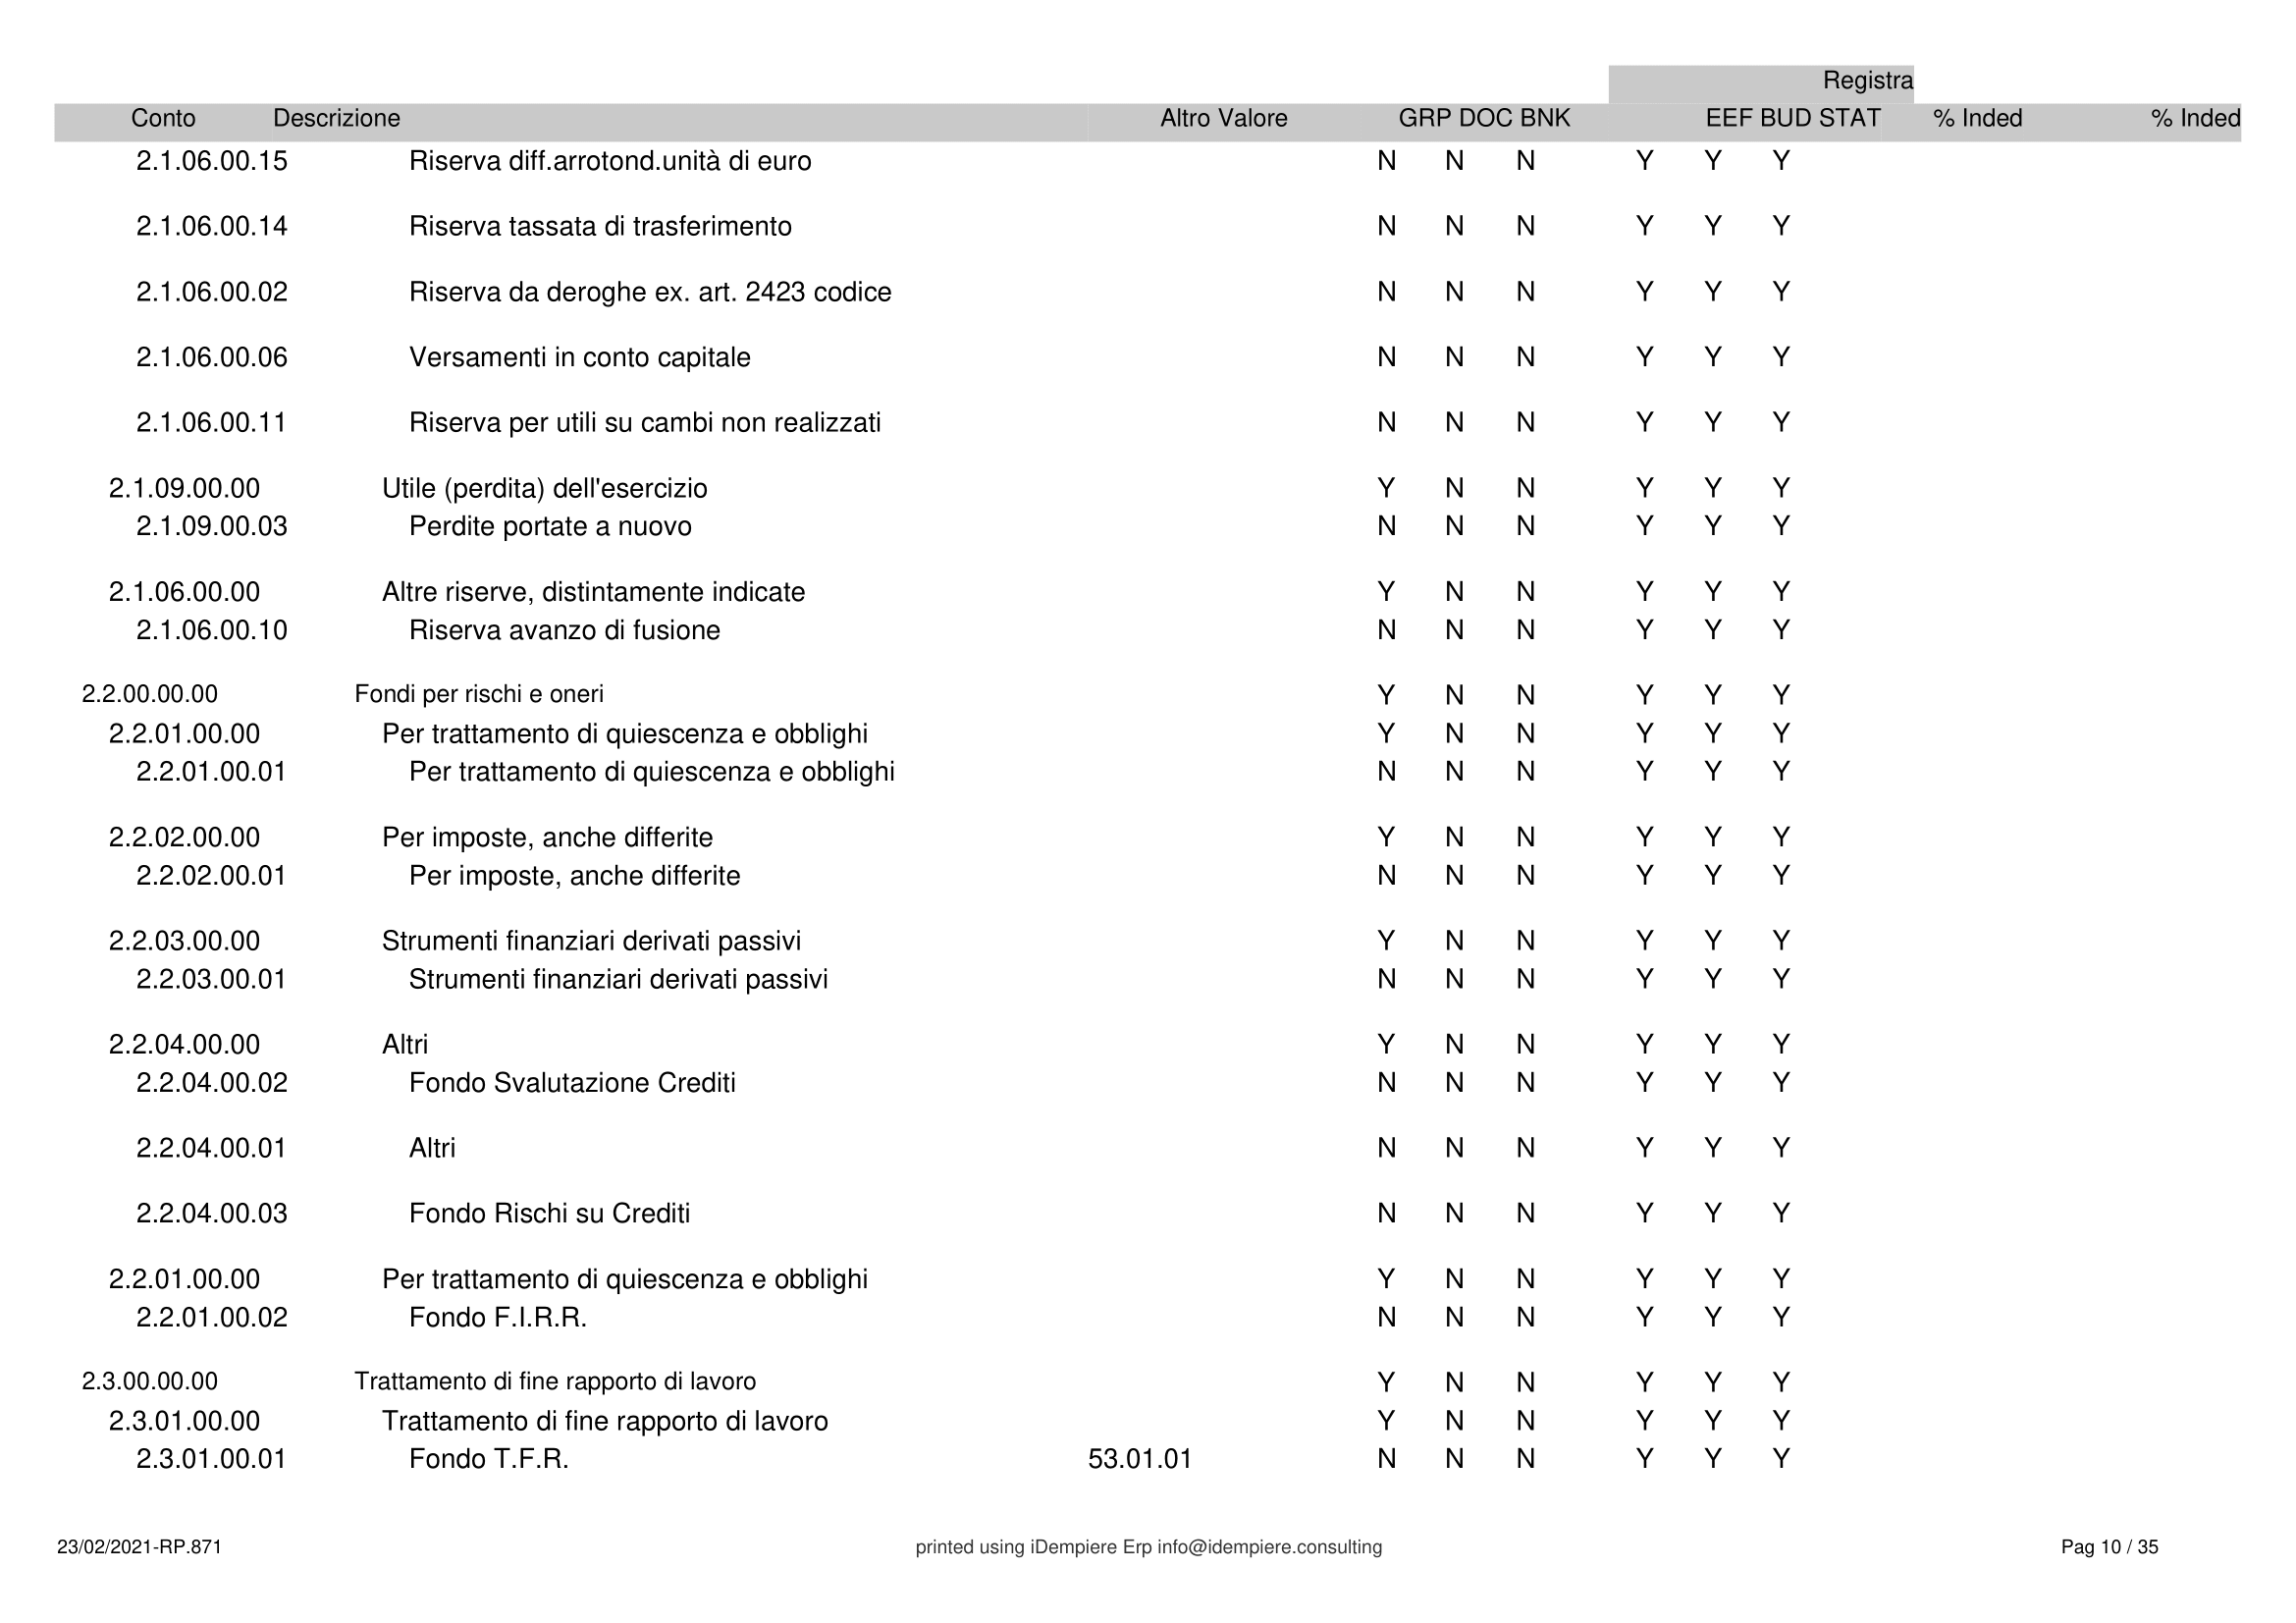 Registra
Conto Descrizione Altro Valore GRP DOC BNK EEF BUD STAT % Inded % Inded
2.1.06.00.15 Riserva diff.arrotond.unità di euro N N N Y Y Y
2.1.06.00.14 Riserva tassata di trasferimento N N N Y Y Y
2.1.06.00.02 Riserva da deroghe ex. art. 2423 codice N N N Y Y Y
2.1.06.00.06 Versamenti in conto capitale N N N Y Y Y
2.1.06.00.11 Riserva per utili su cambi non realizzati N N N Y Y Y
2.1.09.00.00 Utile (perdita) dell'esercizio Y N N Y Y Y
2.1.09.00.03 Perdite portate a nuovo N N N Y Y Y
2.1.06.00.00 Altre riserve, distintamente indicate Y N N Y Y Y
2.1.06.00.10 Riserva avanzo di fusione N N N Y Y Y
2.2.00.00.00 Fondi per rischi e oneri Y N N Y Y Y
2.2.01.00.00 Per trattamento di quiescenza e obblighi Y N N Y Y Y
2.2.01.00.01 Per trattamento di quiescenza e obblighi N N N Y Y Y
2.2.02.00.00 Per imposte, anche differite Y N N Y Y Y
2.2.02.00.01 Per imposte, anche differite N N N Y Y Y
2.2.03.00.00 Strumenti finanziari derivati passivi Y N N Y Y Y
2.2.03.00.01 Strumenti finanziari derivati passivi N N N Y Y Y
2.2.04.00.00 Altri Y N N Y Y Y
2.2.04.00.02 Fondo Svalutazione Crediti N N N Y Y Y
2.2.04.00.01 Altri N N N Y Y Y
2.2.04.00.03 Fondo Rischi su Crediti N N N Y Y Y
2.2.01.00.00 Per trattamento di quiescenza e obblighi Y N N Y Y Y
2.2.01.00.02 Fondo F.I.R.R. N N N Y Y Y
2.3.00.00.00 Trattamento di fine rapporto di lavoro Y N N Y Y Y
2.3.01.00.00 Trattamento di fine rapporto di lavoro Y N N Y Y Y
2.3.01.00.01 Fondo T.F.R. 53.01.01 N N N Y Y Y
23/02/2021-RP.871 printed using iDempiere Erp info@idempiere.consulting Pag 10 / 35